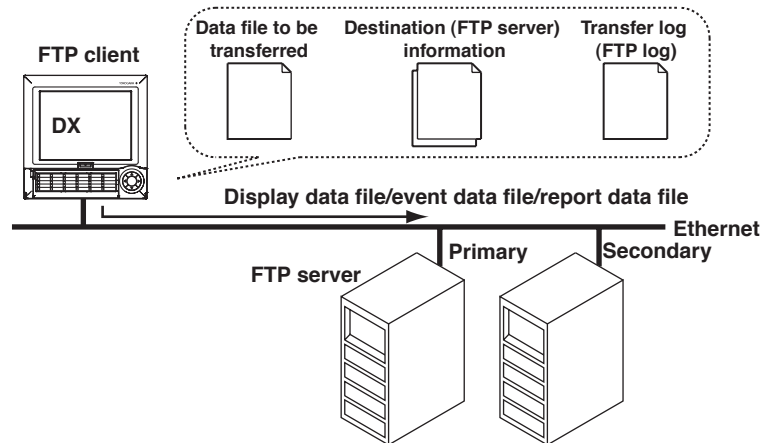 Data file to be
transferred
Destination (FTP server)
information
Transfer log
(FTP log)
FTP client
DX
Display data file/event data file/report data file
Ethernet
Primary
Secondary
FTP server